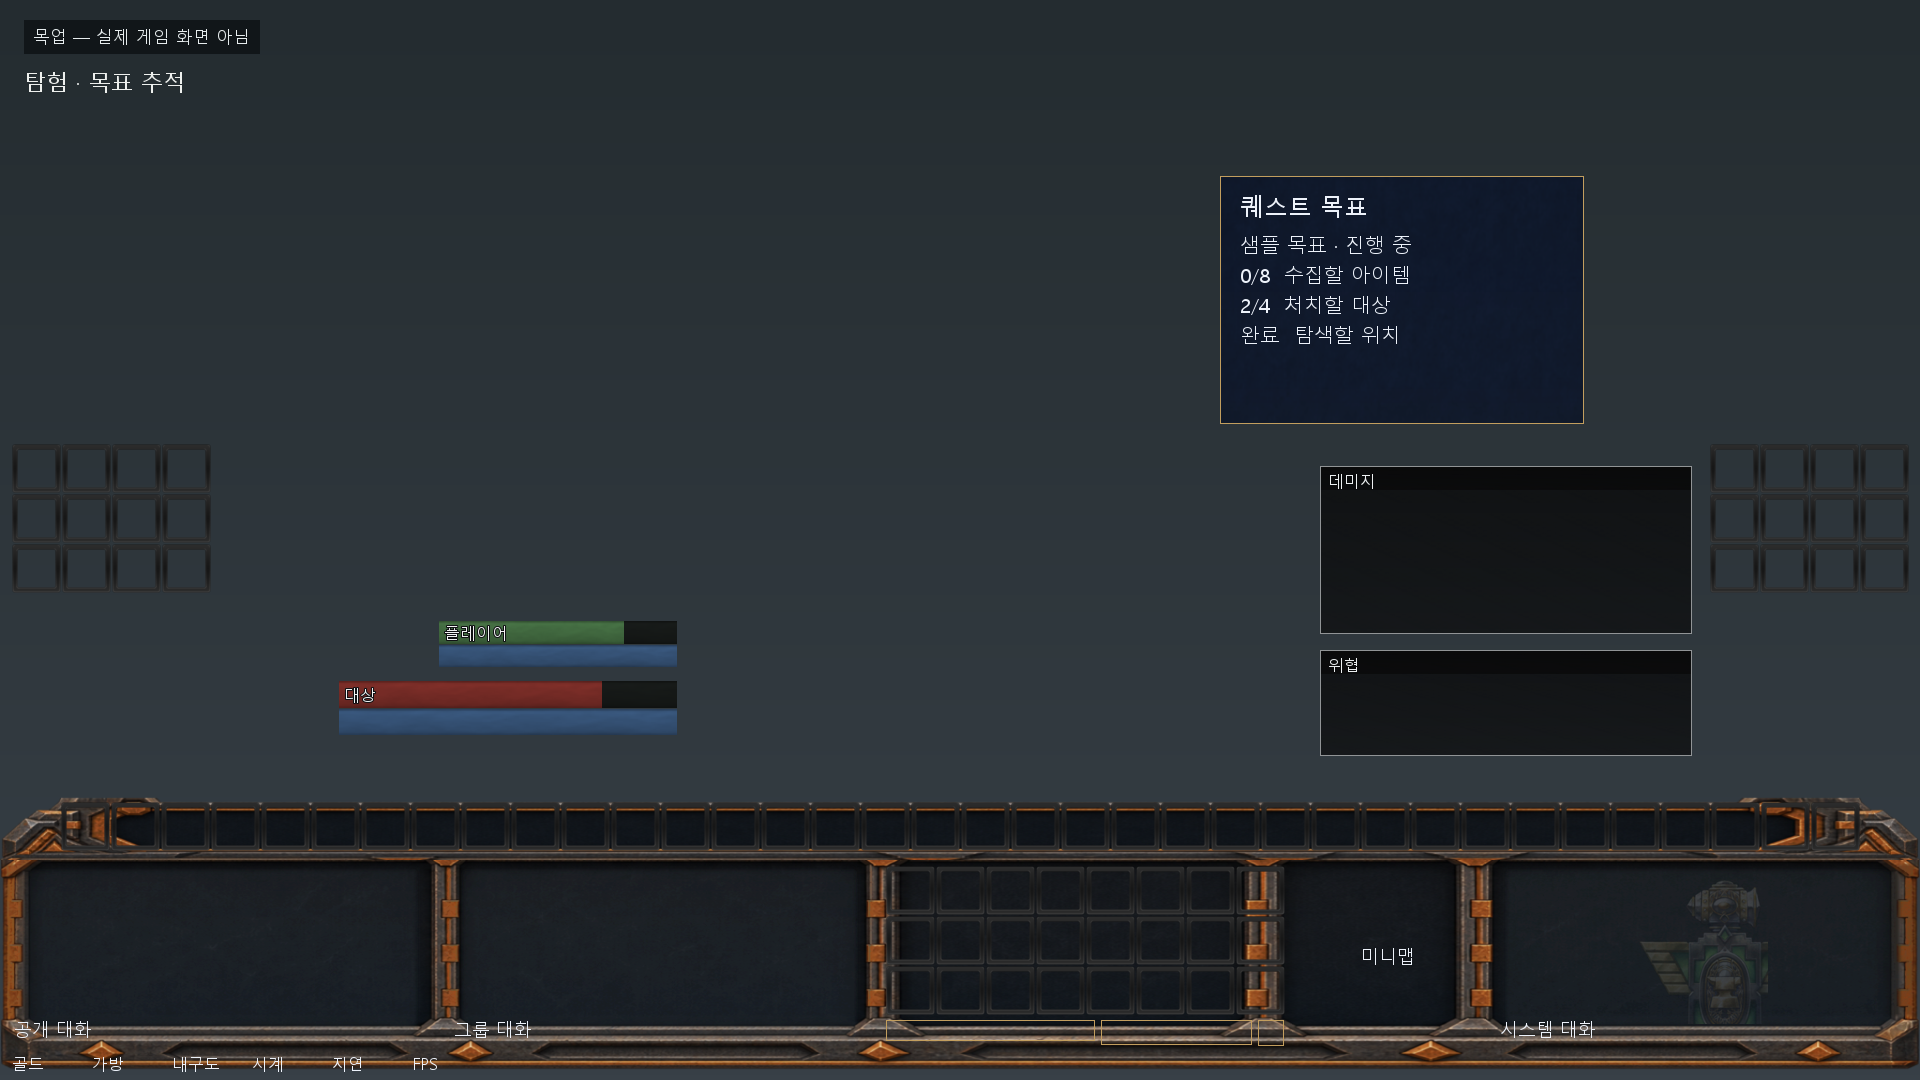 목업 — 실제 게임 화면 아님
탐험 · 목표 추적
퀘스트 목표
샘플 목표 · 진행 중
0/8 수집할 아이템
2/4 처치할 대상
완료 탐색할 위치
데미지
플레이어
위협
대상
미니맵
공개 대화
그룹 대화
시스템 대화
골드 가방 내구도 시계 지연 FPS